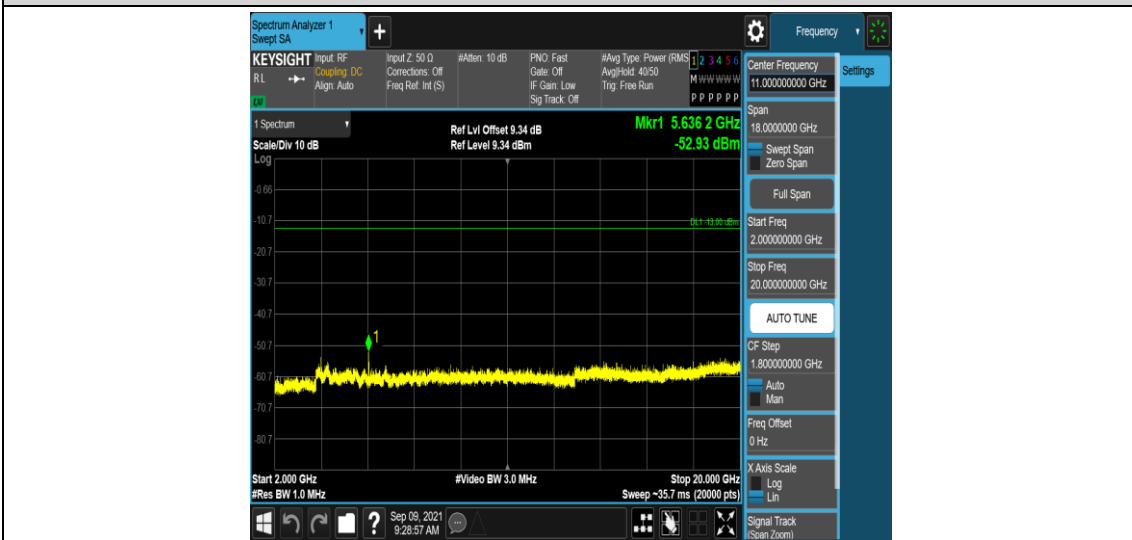 Spectrum Analyzer 1
Swept SA
+
Frequency
KEYSIGHT
RL
LXI
Input: RF
Coupling: DC
Align: Auto
Input Z: 50 Ω
Corrections: Off
Freq Ref: Int (S)
#Atten: 10 dB
PNO: Fast
Gate: Off
IF Gain: Low
Sig Track: Off
#Avg Type: Power (RMS
Avg|Hold: 40/50
Trig: Free Run
1 2 3 4 5 6
M W W W W W
P P P P P P
1 Spectrum
Scale/Div 10 dB
Log
Ref Lvl Offset 9.34 dB
Ref Level 9.34 dBm
Mkr1 5.636 2 GHz
-52.93 dBm
-0.66
-10.7
DL1 -13.00 dBm
-20.7
-30.7
-40.7
1
-50.7
-60.7
-70.7
-80.7
Start 2.000 GHz
#Video BW 3.0 MHz
Stop 20.000 GHz
#Res BW 1.0 MHz
Sweep ~35.7 ms (20000 pts)
?
Sep 09, 2021
9:28:57 AM
Center Frequency
11.000000000 GHz
Settings
Span
18.0000000 GHz
Swept Span
Zero Span
Full Span
Start Freq
2.000000000 GHz
Stop Freq
20.000000000 GHz
AUTO TUNE
CF Step
1.800000000 GHz
Auto
Man
Freq Offset
0 Hz
X Axis Scale
Log
Lin
Signal Track
(Span Zoom)